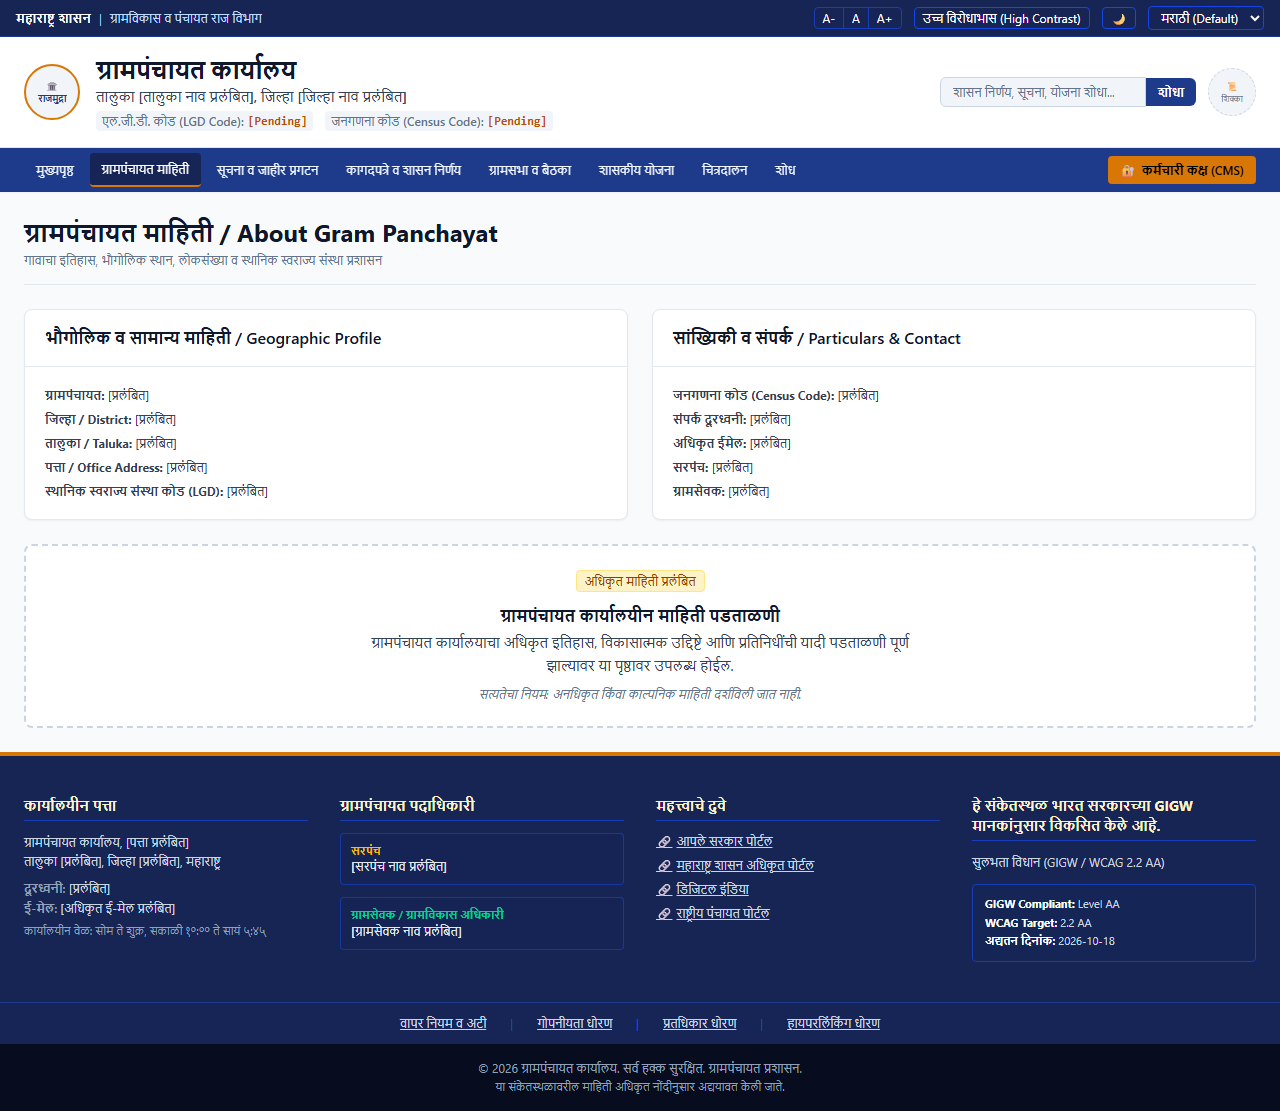 महाराष्ट्र शासन | ग्रामविकास व पंचायत राज विभाग
A- A A+ उच्च विरोधाभास (High Contrast) मराठी (Default)
राजमुद्रा
ग्रामपंचायत कार्यालय
तालुका [तालुका नाव प्रलंबित], जिल्हा [जिल्हा नाव प्रलंबित]
एल.जी.डी. कोड (LGD Code): [Pending] जनगणना कोड (Census Code): [Pending]
शासन निर्णय, सूचना, योजना शोधा... शोधा
शिक्का
मुख्यपृष्ठ ग्रामपंचायत माहिती सूचना व जाहीर प्रगटन कागदपत्रे व शासन निर्णय ग्रामसभा व बैठका शासकीय योजना चित्रदालन शोध कर्मचारी कक्ष (CMS)
ग्रामपंचायत माहिती / About Gram Panchayat
गावाचा इतिहास, भौगोलिक स्थान, लोकसंख्या व स्थानिक स्वराज्य संस्था प्रशासन
भौगोलिक व सामान्य माहिती / Geographic Profile
ग्रामपंचायत: [प्रलंबित]
जिल्हा / District: [प्रलंबित]
तालुका / Taluka: [प्रलंबित]
पत्ता / Office Address: [प्रलंबित]
स्थानिक स्वराज्य संस्था कोड (LGD): [प्रलंबित]
सांख्यिकी व संपर्क / Particulars & Contact
जनगणना कोड (Census Code): [प्रलंबित]
संपर्क दूरध्वनी: [प्रलंबित]
अधिकृत ईमेल: [प्रलंबित]
सरपंच: [प्रलंबित]
ग्रामसेवक: [प्रलंबित]
अधिकृत माहिती प्रलंबित
ग्रामपंचायत कार्यालयीन माहिती पडताळणी
ग्रामपंचायत कार्यालयाचा अधिकृत इतिहास, विकासात्मक उद्दिष्टे आणि प्रतिनिधींची यादी पडताळणी पूर्ण
झाल्यावर या पृष्ठावर उपलब्ध होईल.
सत्यतेचा नियम: अनधिकृत किंवा काल्पनिक माहिती दर्शविली जात नाही.
कार्यालयीन पत्ता
ग्रामपंचायत कार्यालय, [पत्ता प्रलंबित]
तालुका [प्रलंबित], जिल्हा [प्रलंबित], महाराष्ट्र
दूरध्वनी: [प्रलंबित]
ई-मेल: [अधिकृत ई-मेल प्रलंबित]
कार्यालयीन वेळ: सोम ते शुक्र, सकाळी १०:०० ते सायं ५:४५
ग्रामपंचायत पदाधिकारी
सरपंच
[सरपंच नाव प्रलंबित]
ग्रामसेवक / ग्रामविकास अधिकारी
[ग्रामसेवक नाव प्रलंबित]
महत्त्वाचे दुवे
आपले सरकार पोर्टल
महाराष्ट्र शासन अधिकृत पोर्टल
डिजिटल इंडिया
राष्ट्रीय पंचायत पोर्टल
हे संकेतस्थळ भारत सरकारच्या GIGW
मानकांनुसार विकसित केले आहे.
सुलभता विधान (GIGW / WCAG 2.2 AA)
GIGW Compliant: Level AA
WCAG Target: 2.2 AA
अद्यतन दिनांक: 2026-10-18
वापर नियम व अटी | गोपनीयता धोरण | प्रतधिकार धोरण | हायपरलिंकिंग धोरण
© 2026 ग्रामपंचायत कार्यालय. सर्व हक्क सुरक्षित. ग्रामपंचायत प्रशासन.
या संकेतस्थळावरील माहिती अधिकृत नोंदीनुसार अद्ययावत केली जाते.